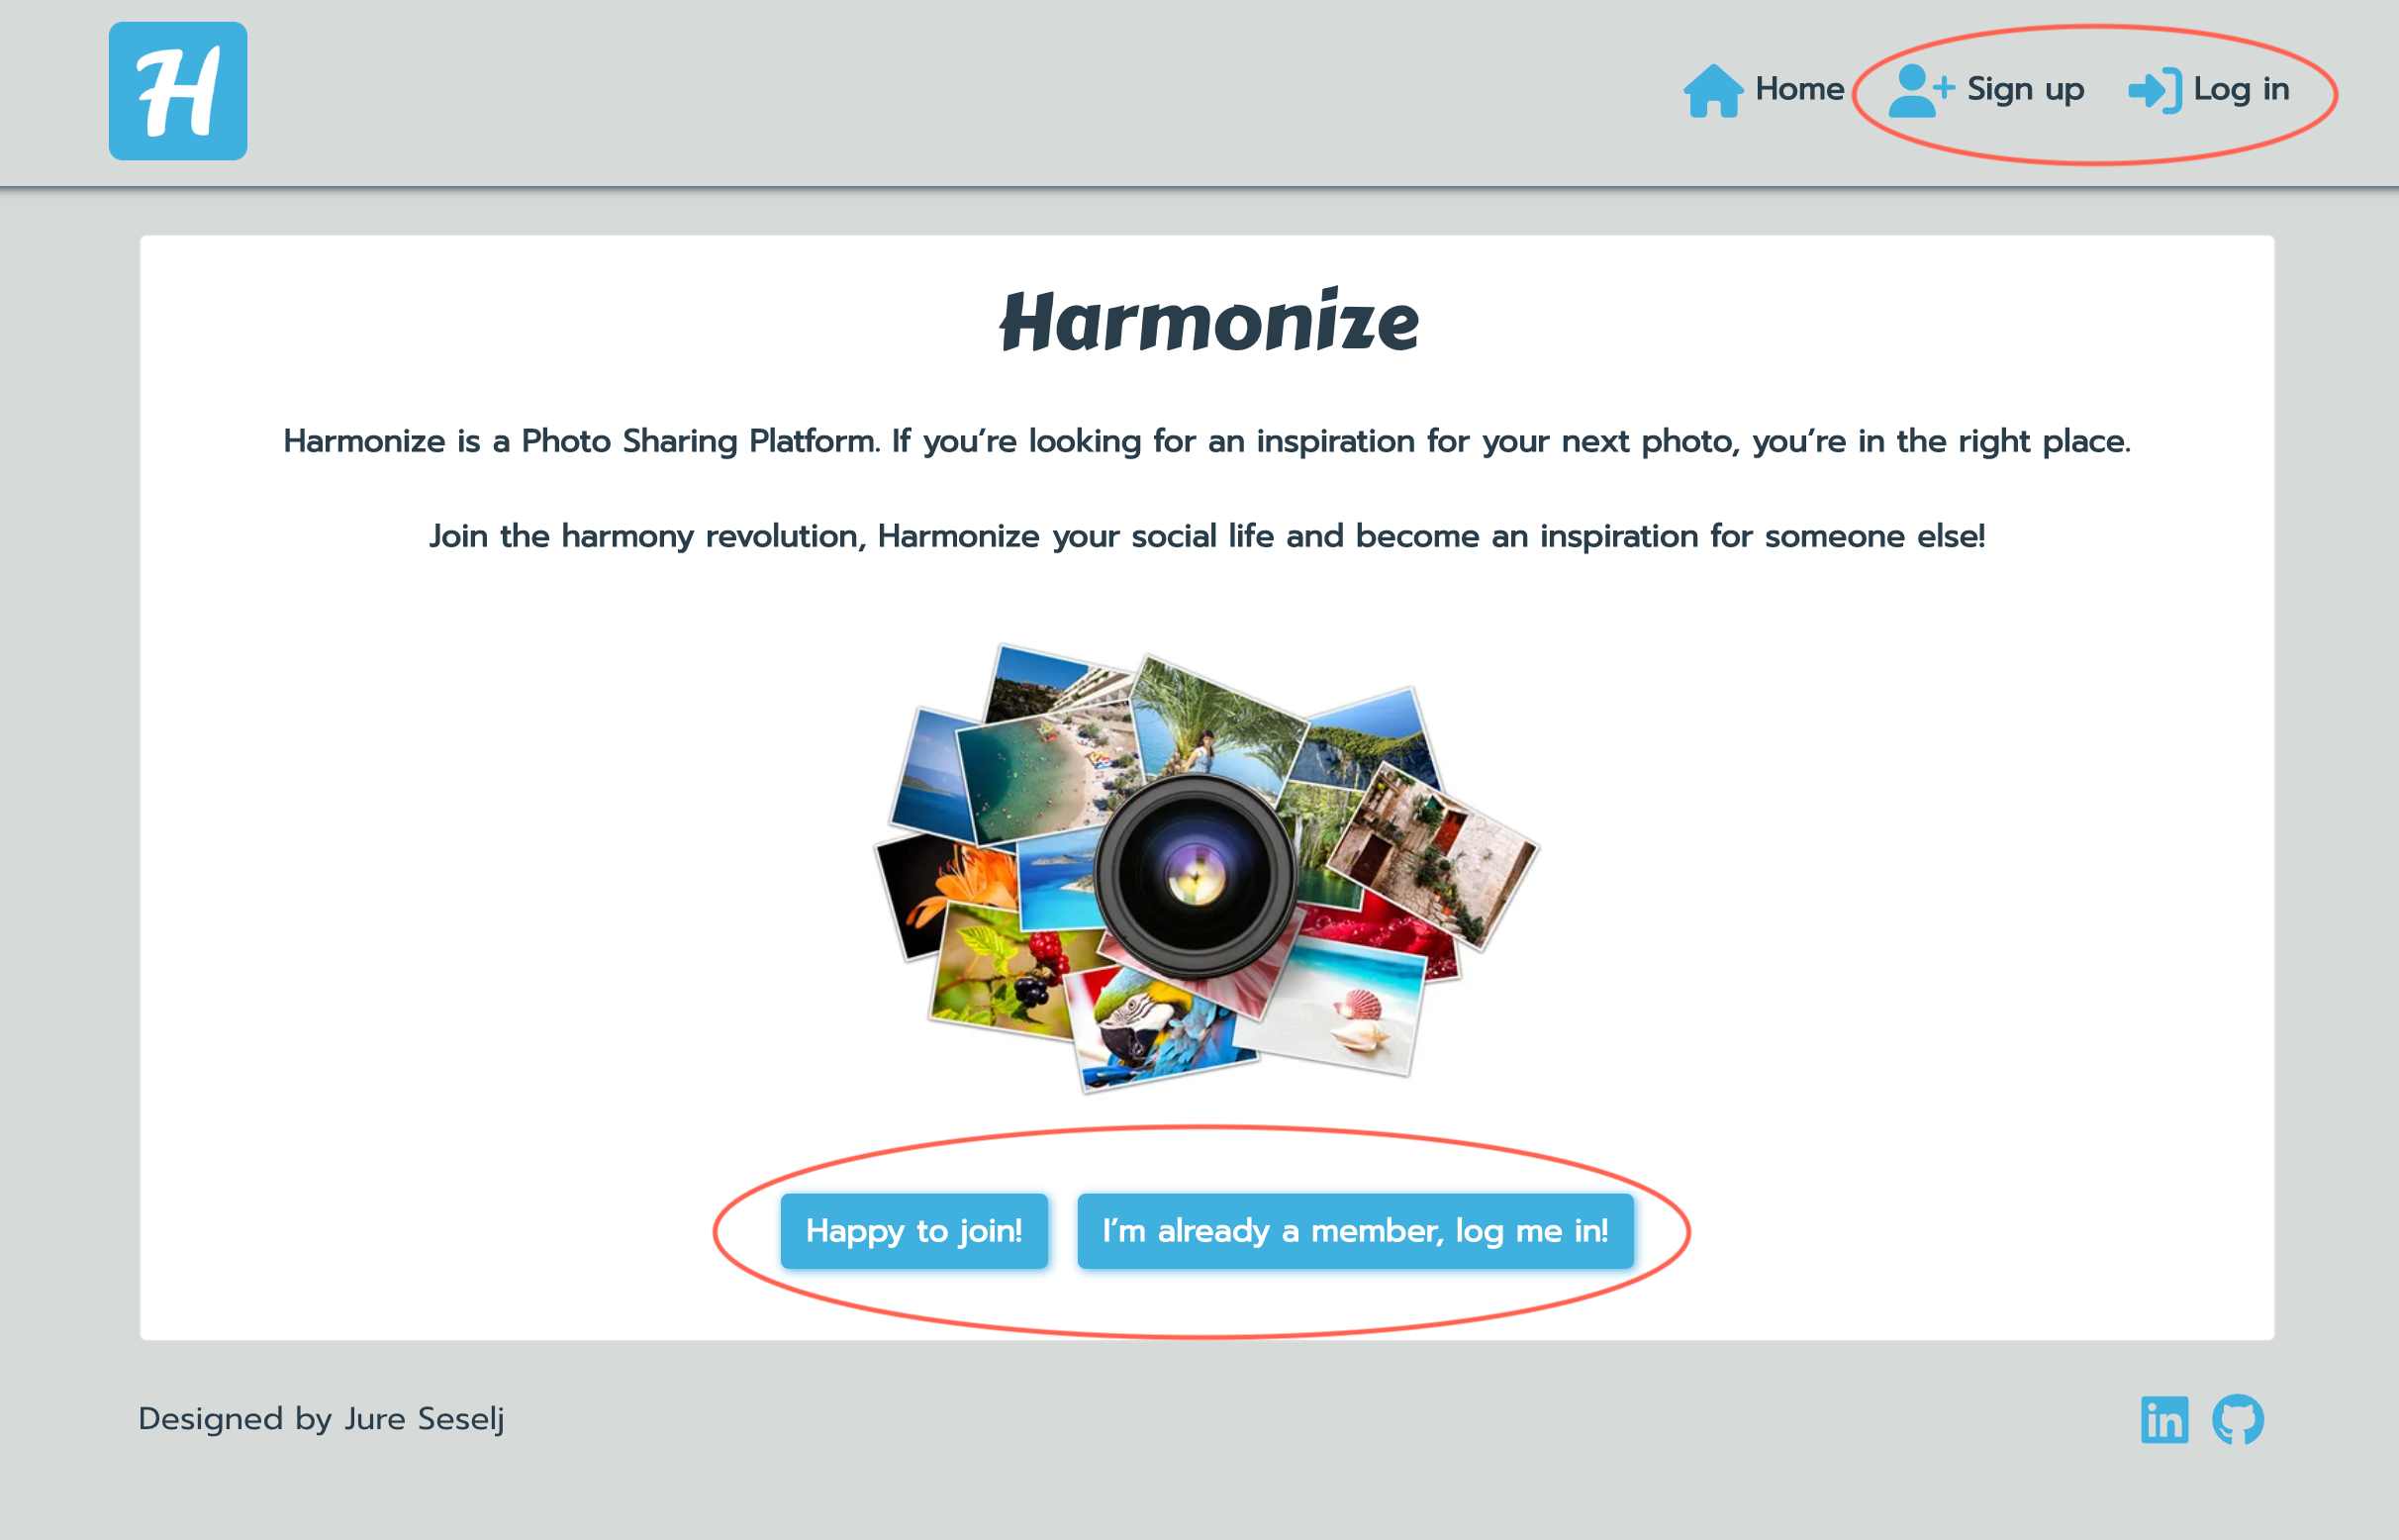 H
Home Sign up Log in
Harmonize
Harmonize is a Photo Sharing Platform. If you’re looking for an inspiration for your next photo, you’re in the right place.
Join the harmony revolution, Harmonize your social life and become an inspiration for someone else!
Happy to join! I’m already a member, log me in!
Designed by Jure Seselj
in